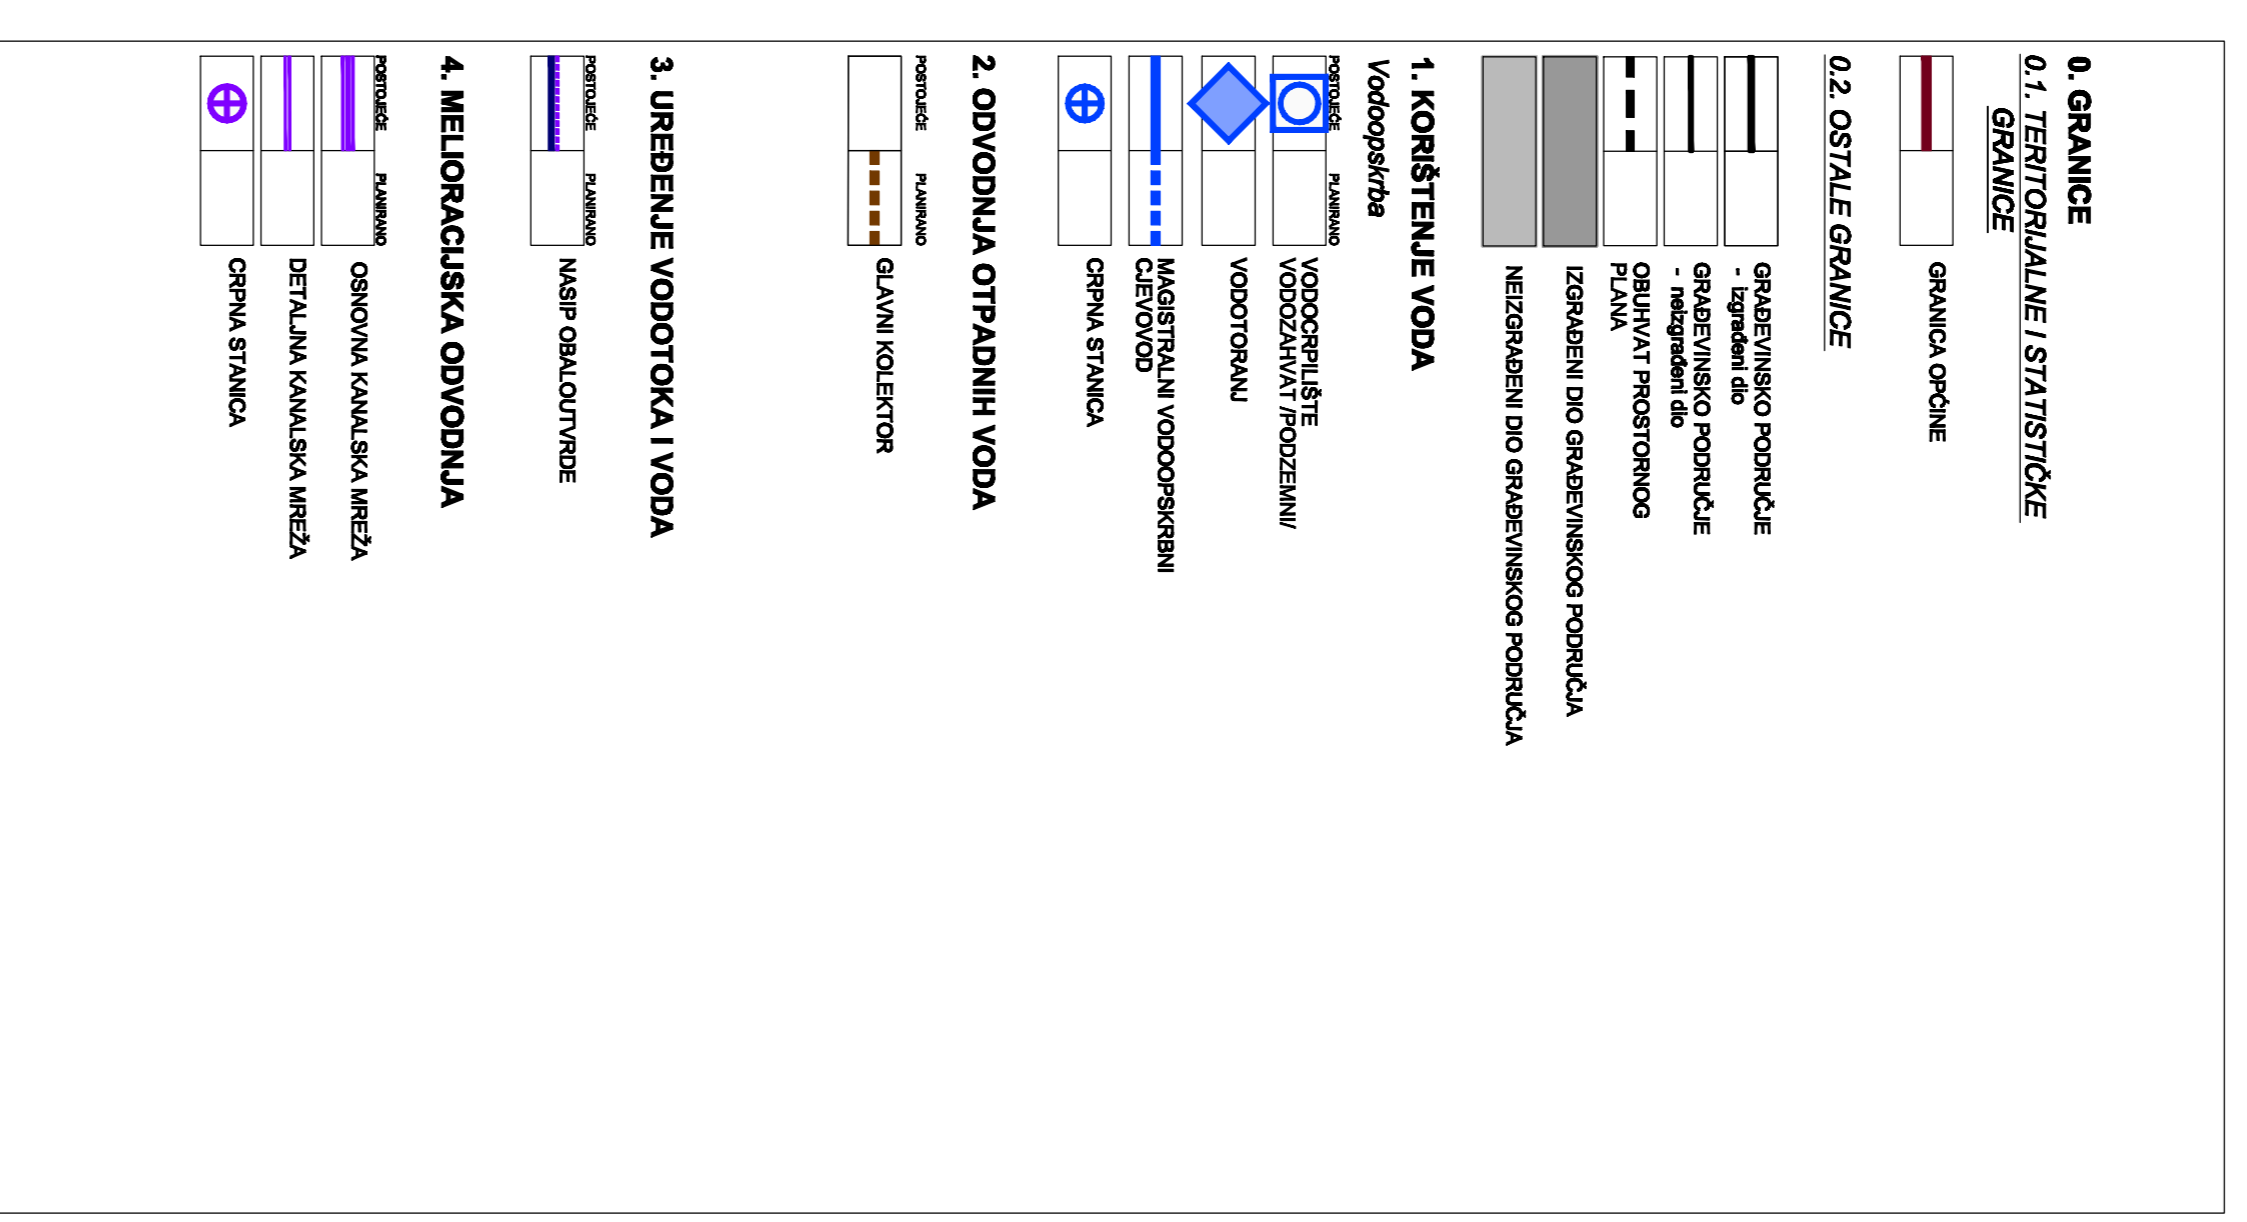 0. GRANICE
0.1. TERITORIJALNE I STATISTIČKE
GRANICE
GRANICA OPĆINE
0.2. OSTALE GRANICE
GRAĐEVINSKO PODRUČJE
- izgrađeni dio
GRAĐEVINSKO PODRUČJE
- neizgrađeni dio
OBUHVAT PROSTORNOG
PLANA
IZGRAĐENI DIO GRAĐEVINSKOG PODRUČJA
NEIZGRAĐENI DIO GRAĐEVINSKOG PODRUČJA
1. KORIŠTENJE VODA
Vodoopskrba
POSTOJEĆE PLANIRANO
VODOCRPILIŠTE
VODOZAHVAT /PODZEMNI/
VODOTORANJ
MAGISTRALNI VODOOPSKRBNI
CJEVOVOD
CRPNA STANICA
2. ODVODNJA OTPADNIH VODA
POSTOJEĆE PLANIRANO
GLAVNI KOLEKTOR
3. UREĐENJE VODOTOKA I VODA
POSTOJEĆE PLANIRANO
NASIP OBALOUTVRDE
4. MELIORACIJSKA ODVODNJA
POSTOJEĆE PLANIRANO
OSNOVNA KANALSKA MREŽA
DETALJNA KANALSKA MREŽA
CRPNA STANICA